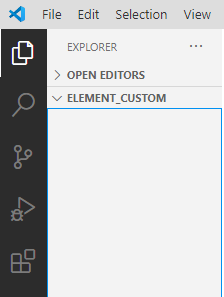 File Edit Selection View
EXPLORER
OPEN EDITORS
ELEMENT_CUSTOM